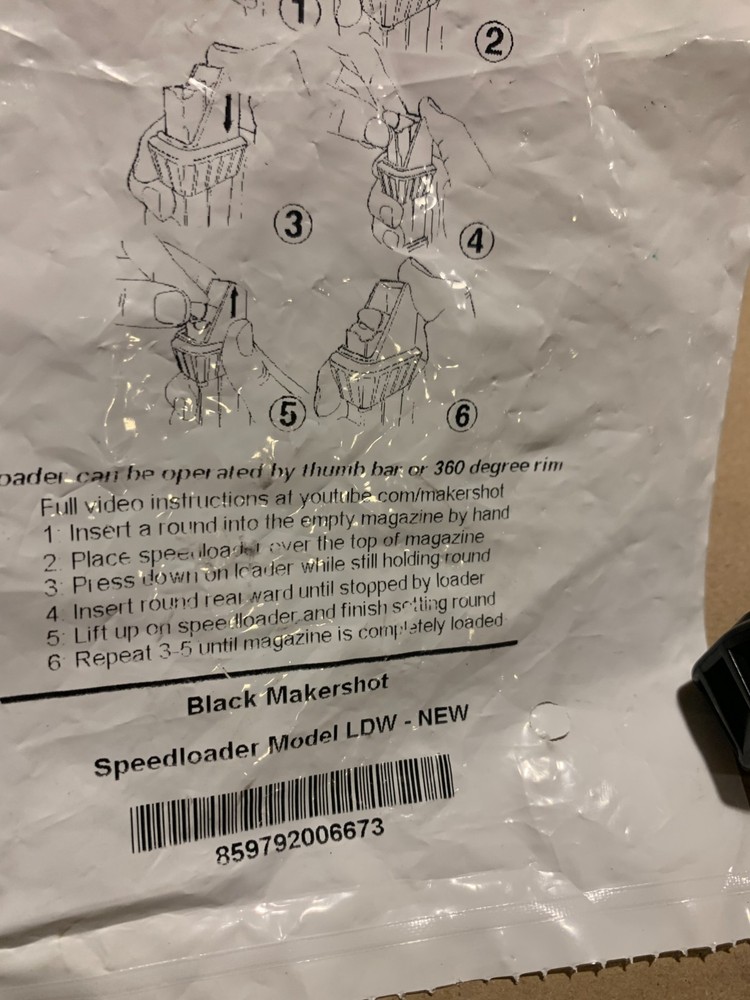 1
2
3
4
5
6
oader can be operated by thumb bar or 360 degree rim
Full video instructions at youtube.com/makershot
1: Insert a round into the empty magazine by hand
2: Place speedloader over the top of magazine
3: Press down on loader while still holding round
4: Insert round rearward until stopped by loader
5: Lift up on speedloader and finish setting round
6: Repeat 3-5 until magazine is completely loaded
Black Makershot
Speedloader Model LDW - NEW
859792006673